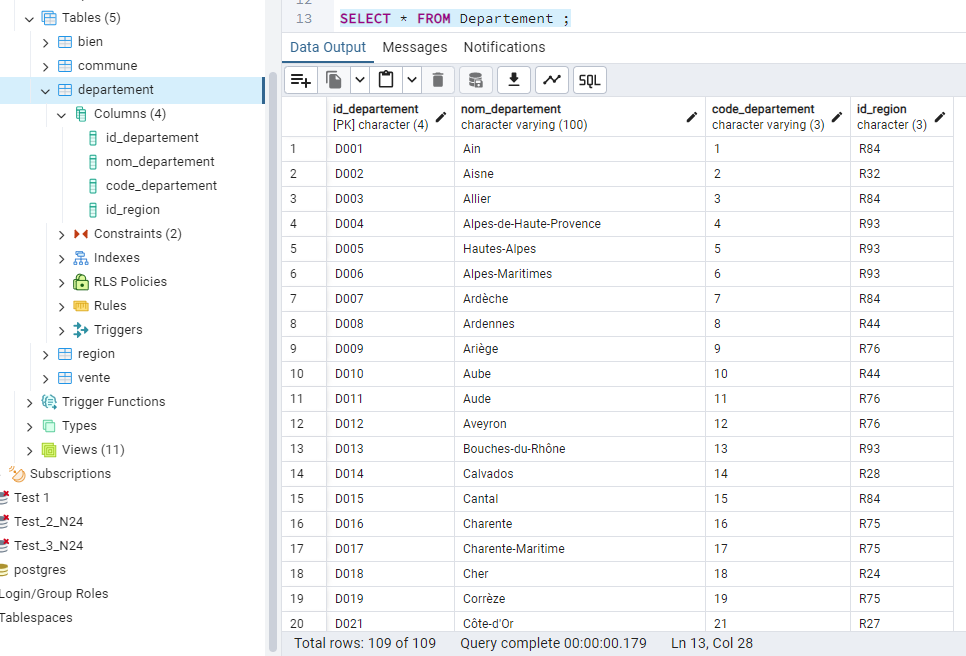 Tables (5)
bien
commune
departement
Columns (4)
id_departement
nom_departement
code_departement
id_region
Constraints (2)
Indexes
RLS Policies
Rules
Triggers
region
vente
Trigger Functions
Types
Views (11)
Subscriptions
Test 1
Test_2_N24
Test_3_N24
postgres
Login/Group Roles
Tablespaces
12
13 SELECT * FROM Departement ;
Data Output Messages Notifications
SQL
id_departement nom_departement code_departement id_region
[PK] character (4) character varying (100) character varying (3) character (3)
1 D001 Ain 1 R84
2 D002 Aisne 2 R32
3 D003 Allier 3 R84
4 D004 Alpes-de-Haute-Provence 4 R93
5 D005 Hautes-Alpes 5 R93
6 D006 Alpes-Maritimes 6 R93
7 D007 Ardèche 7 R84
8 D008 Ardennes 8 R44
9 D009 Ariège 9 R76
10 D010 Aube 10 R44
11 D011 Aude 11 R76
12 D012 Aveyron 12 R76
13 D013 Bouches-du-Rhône 13 R93
14 D014 Calvados 14 R28
15 D015 Cantal 15 R84
16 D016 Charente 16 R75
17 D017 Charente-Maritime 17 R75
18 D018 Cher 18 R24
19 D019 Corrèze 19 R75
20 D021 Côte-d'Or 21 R27
Total rows: 109 of 109 Query complete 00:00:00.179 Ln 13, Col 28